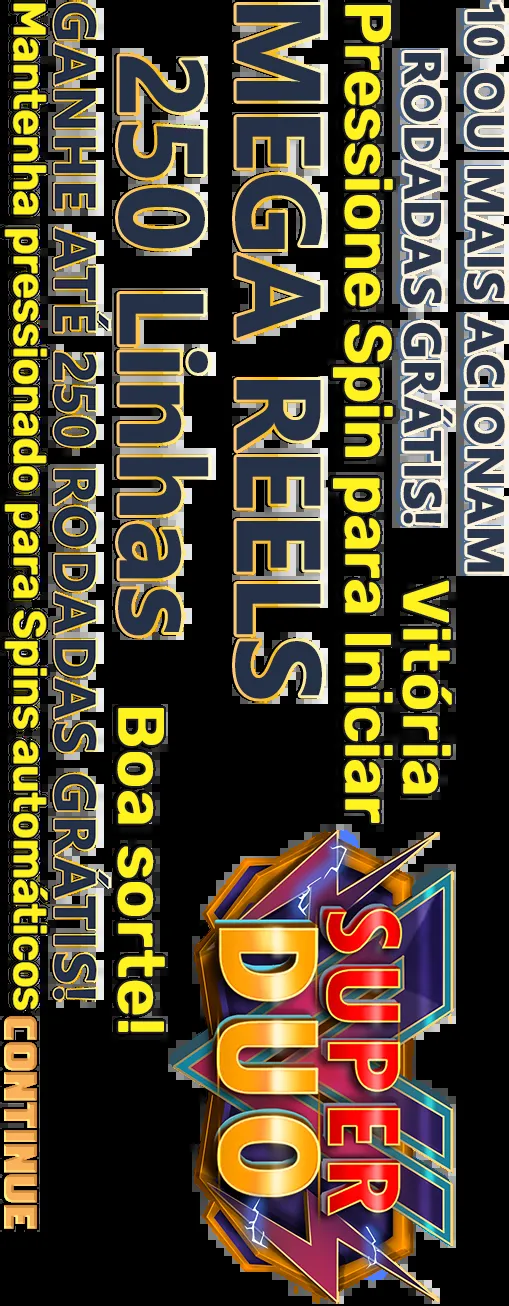 10 OU MAIS ACIONAM
RODADAS GRÁTIS!
Vitória
Pressione Spin para Iniciar
MEGA REELS
250 Linhas
Boa sorte!
GANHE ATÉ 250 RODADAS GRÁTIS!
Mantenha pressionado para Spins automáticos
CONTINUE
SUPER
DUO